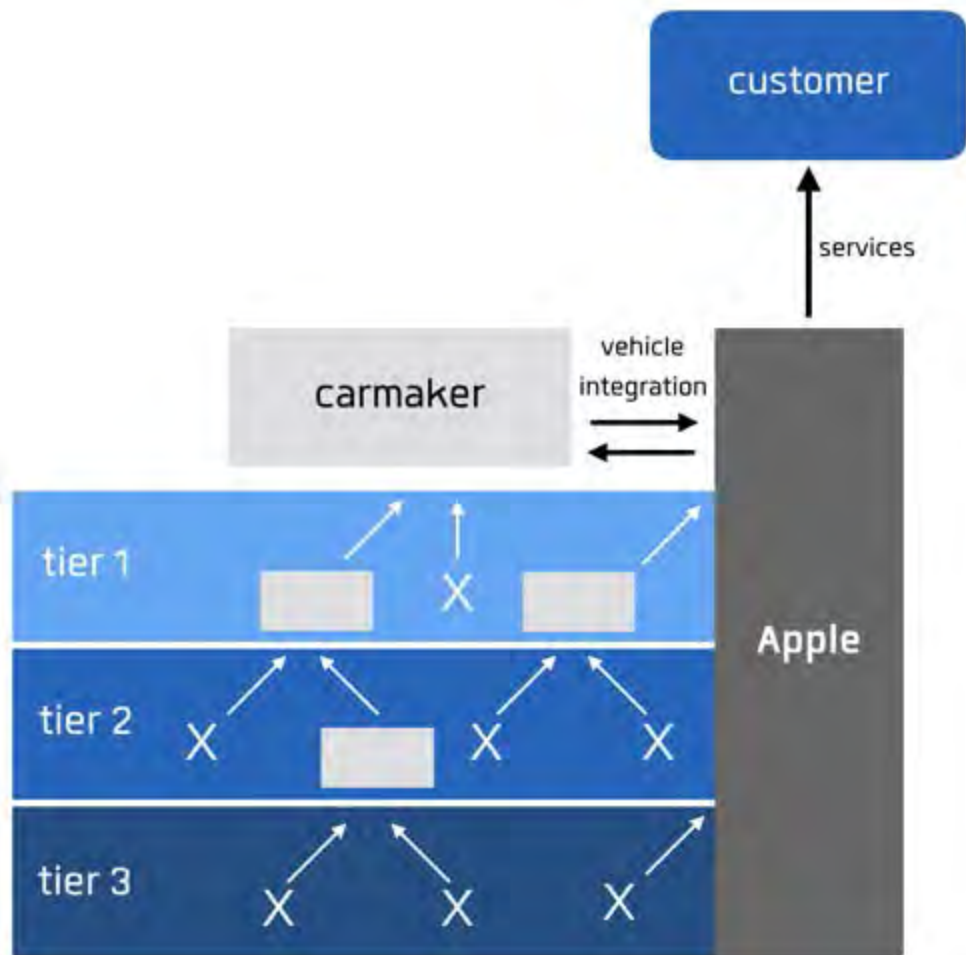 customer
services
vehicle
integration
carmaker
tier 1
X
Apple
tier 2
X
X
X
tier 3
X
X
X